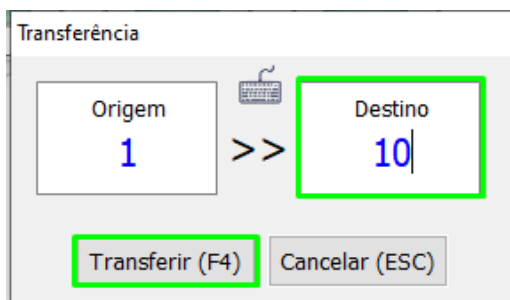 Transferência
Origem
1
>>
Destino
10
Transferir (F4)
Cancelar (ESC)